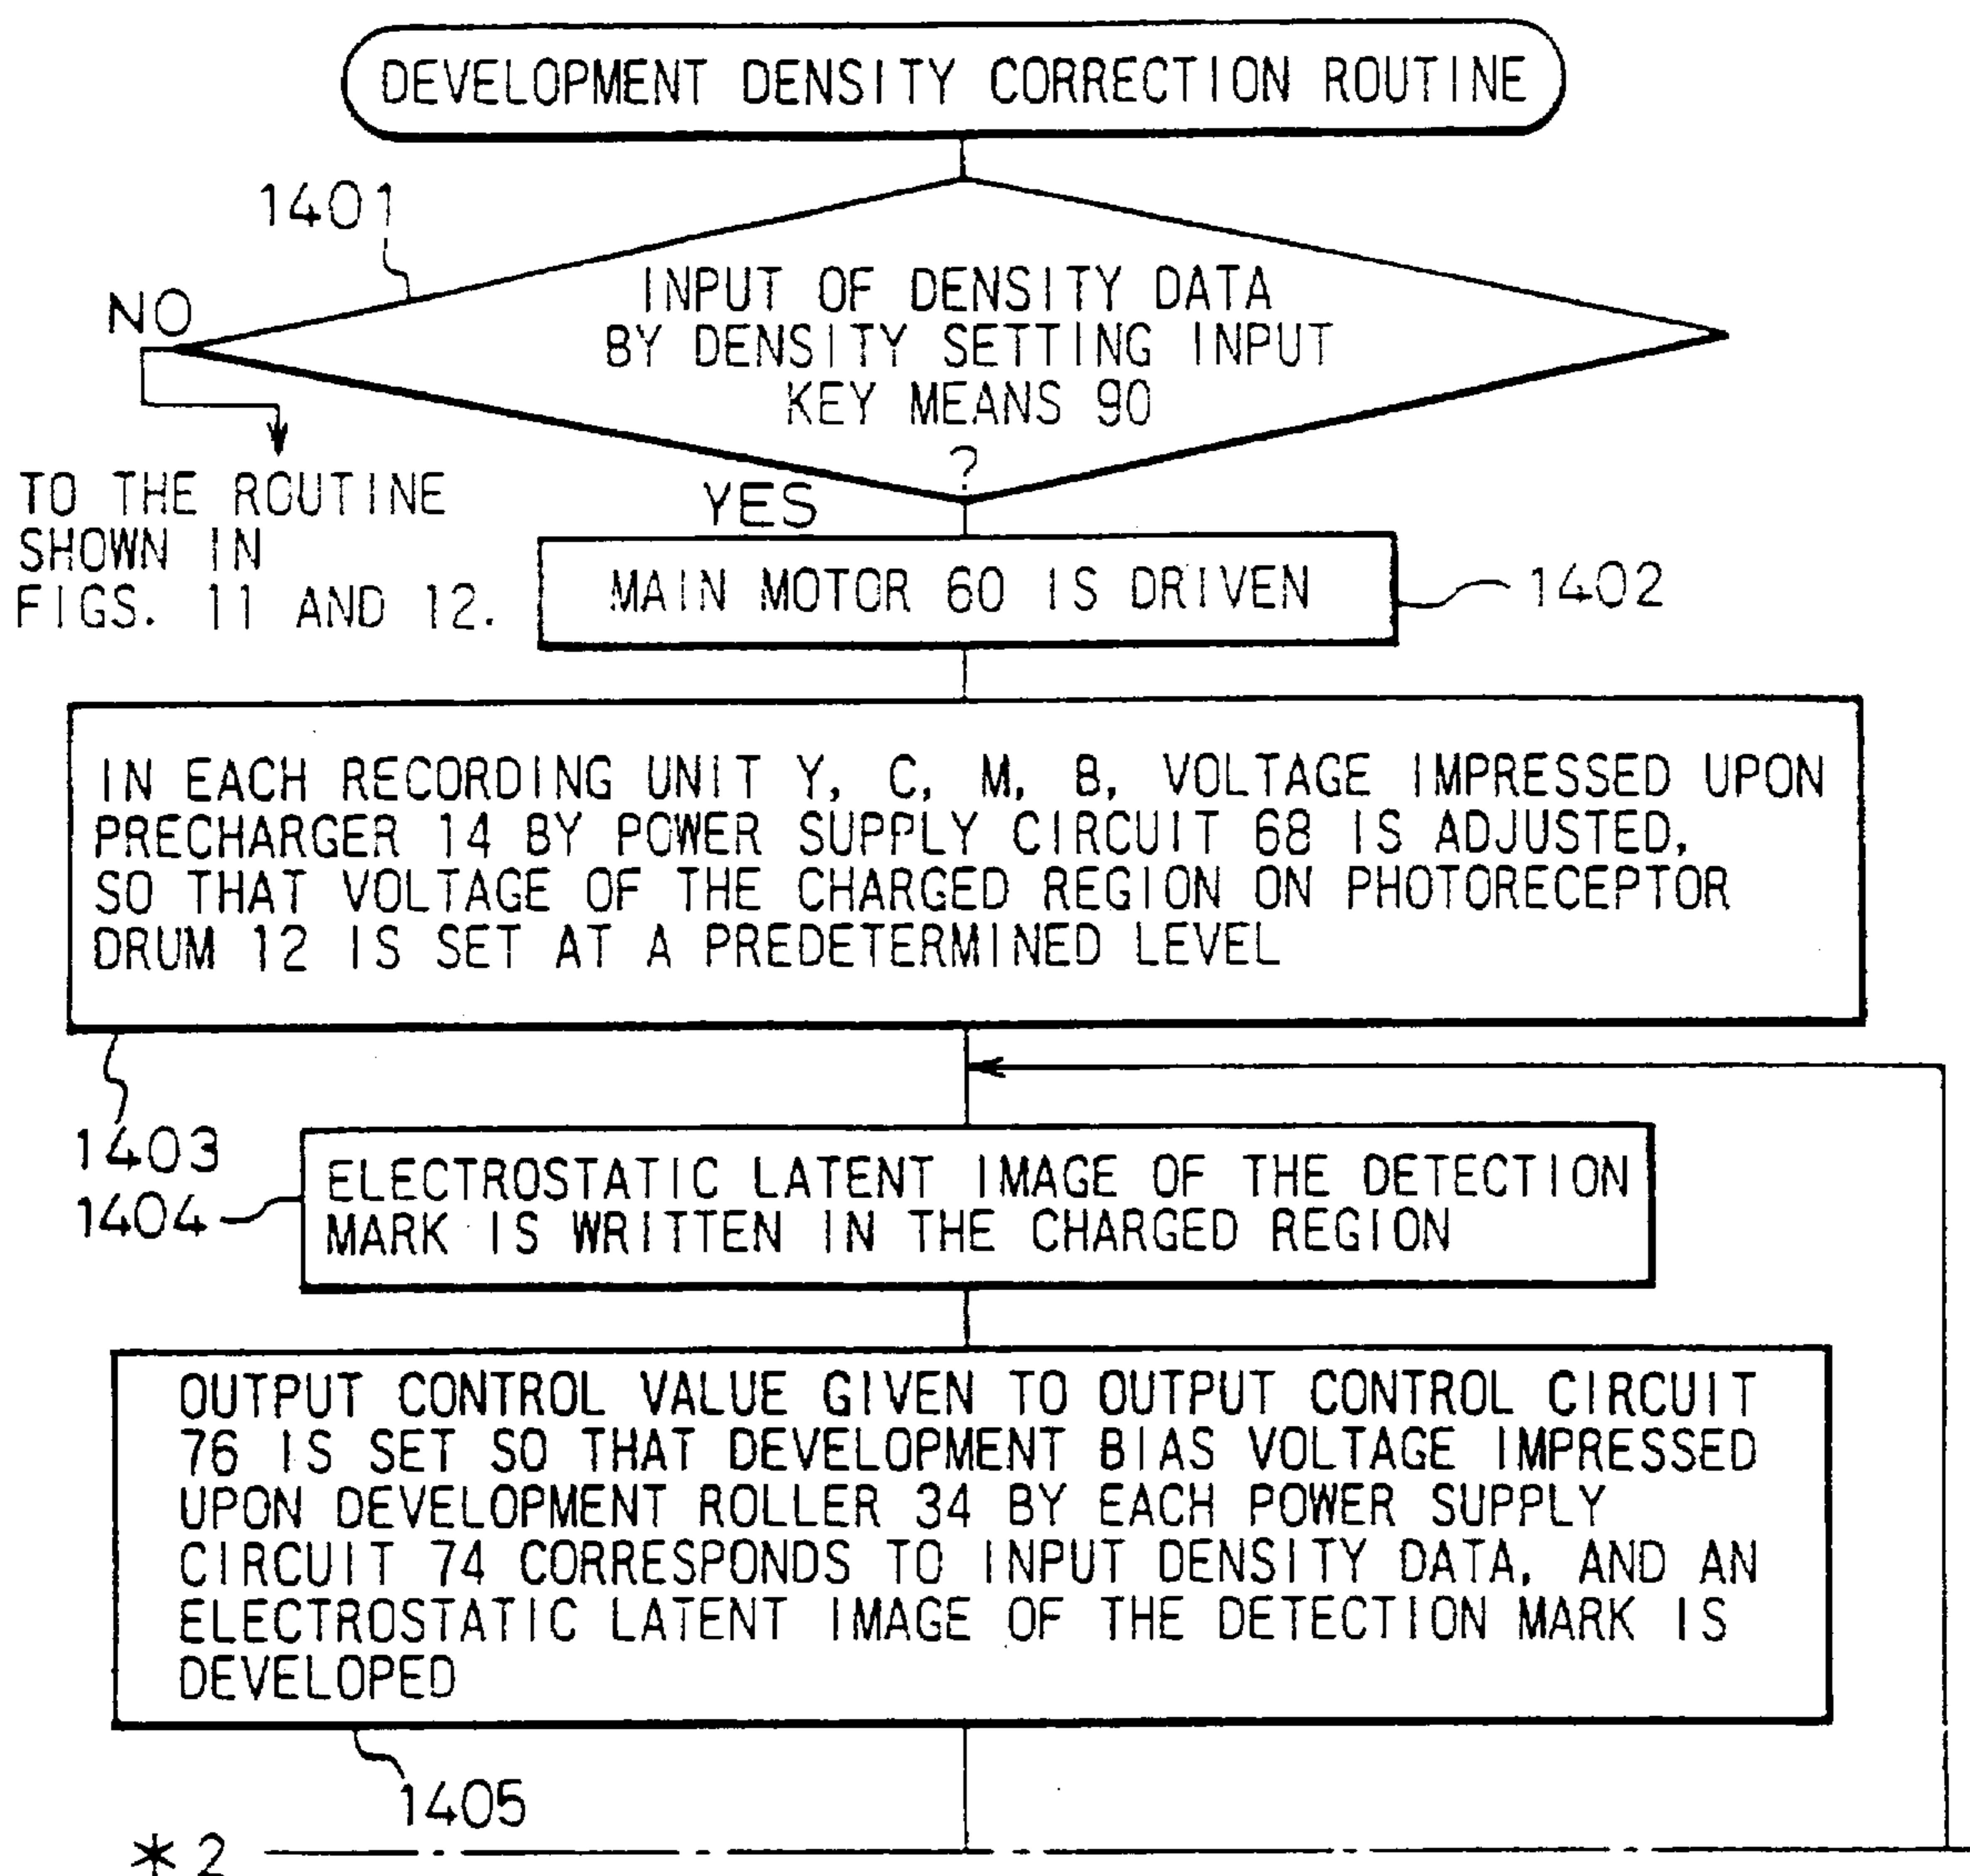 DEVELOPMENT DENSITY CORRECTION ROUTINE
1401
NO
INPUT OF DENSITY DATA
BY DENSITY SETTING INPUT
KEY MEANS 90
?
YES
TO THE ROUTINE
SHOWN IN
FIGS. 11 AND 12.
MAIN MOTOR 60 IS DRIVEN
1402
IN EACH RECORDING UNIT Y, C, M, B, VOLTAGE IMPRESSED UPON
PRECHARGER 14 BY POWER SUPPLY CIRCUIT 68 IS ADJUSTED,
SO THAT VOLTAGE OF THE CHARGED REGION ON PHOTORECEPTOR
DRUM 12 IS SET AT A PREDETERMINED LEVEL
1403
1404
ELECTROSTATIC LATENT IMAGE OF THE DETECTION
MARK IS WRITTEN IN THE CHARGED REGION
OUTPUT CONTROL VALUE GIVEN TO OUTPUT CONTROL CIRCUIT
76 IS SET SO THAT DEVELOPMENT BIAS VOLTAGE IMPRESSED
UPON DEVELOPMENT ROLLER 34 BY EACH POWER SUPPLY
CIRCUIT 74 CORRESPONDS TO INPUT DENSITY DATA, AND AN
ELECTROSTATIC LATENT IMAGE OF THE DETECTION MARK IS
DEVELOPED
1405
*2